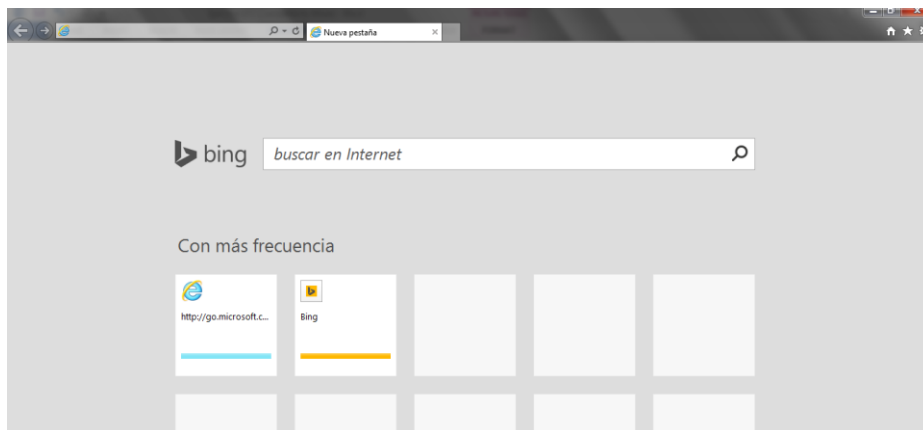 Nueva pestaña
bing
buscar en Internet
Con más frecuencia
http://go.microsoft.c...
Bing